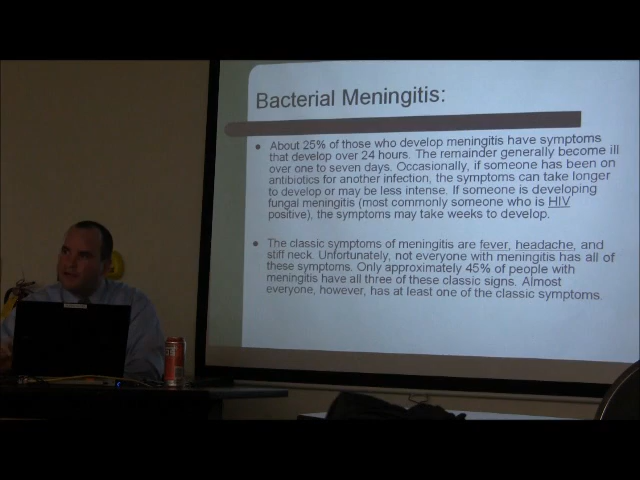 Bacterial Meningitis:
About 25% of those who develop meningitis have symptoms
that develop over 24 hours. The remainder generally become ill
over one to seven days. Occasionally, if someone has been on
antibiotics for another infection, the symptoms can take longer
to develop or may be less intense. If someone is developing
fungal meningitis (most commonly someone who is HIV
positive), the symptoms may take weeks to develop.
The classic symptoms of meningitis are fever, headache, and
stiff neck. Unfortunately, not everyone with meningitis has all of
these symptoms. Only approximately 45% of people with
meningitis have all three of these classic signs. Almost
everyone, however, has at least one of the classic symptoms.